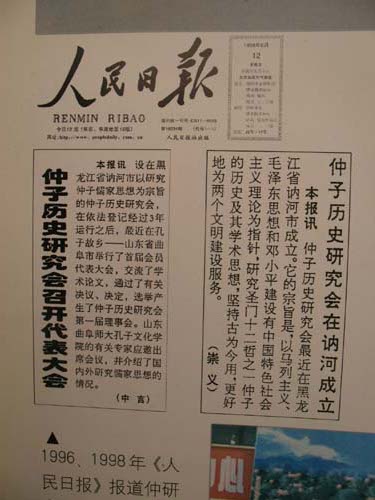 人民日报
RENMIN RIBAO
12
仲子历史研究会召开代表大会
本报讯 设在黑
龙江省讷河市以研究
仲子儒家思想为宗旨
的仲子历史研究会,
在依法登记经过3年
运行之后,最近在孔
子故乡——山东省曲
阜市举行了首届会员
代表大会,交流了学
术论文,通过了有关
决议、决定,选举产
生了仲子历史研究会
第一届理事会。山东
曲阜师大孔子文化学
院的有关专家应邀出
席会议,并介绍了国
内外研究儒家思想的
情况。
(中言)
仲子历史研究会在讷河成立
本报讯 仲子历史研究会最近在黑龙
江省讷河市成立。它的宗旨是:以马列主义、
毛泽东思想和邓小平建设有中国特色社会
主义理论为指针,研究圣门十二哲之一仲子
的历史及其学术思想,坚持古为今用,更好
地为两个文明建设服务。
(崇义)
▲
1996、1998年《人
民日报》报道仲研
心